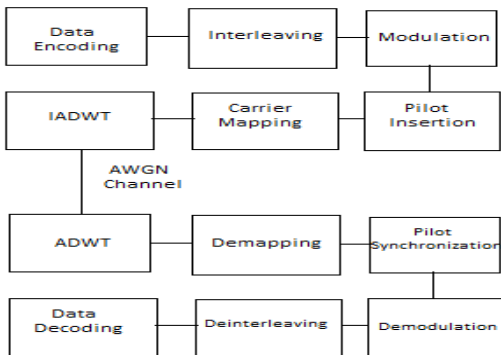 Data
Encoding
Interleaving
Modulation
IADWT
Carrier
Mapping
Pilot
Insertion
AWGN
Channel
ADWT
Demapping
Pilot
Synchronization
Data
Decoding
Deinterleaving
Demodulation